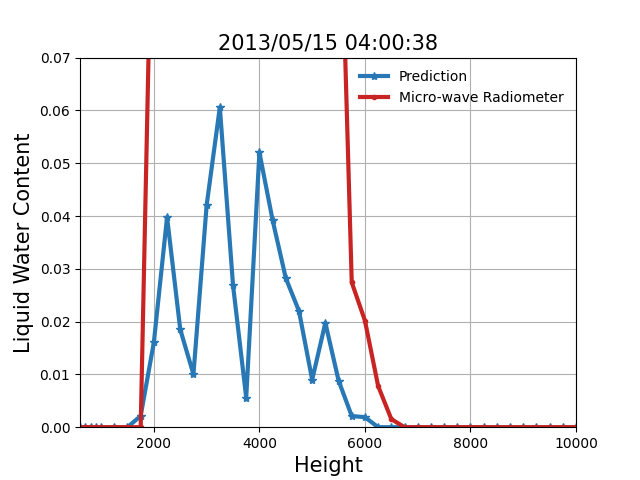 2013/05/15 04:00:38
0.07
0.06
0.05
0.04
0.03
0.02
0.01
0.00
Liquid Water Content
Prediction
Micro-wave Radiometer
2000 4000 6000 8000 10000
Height